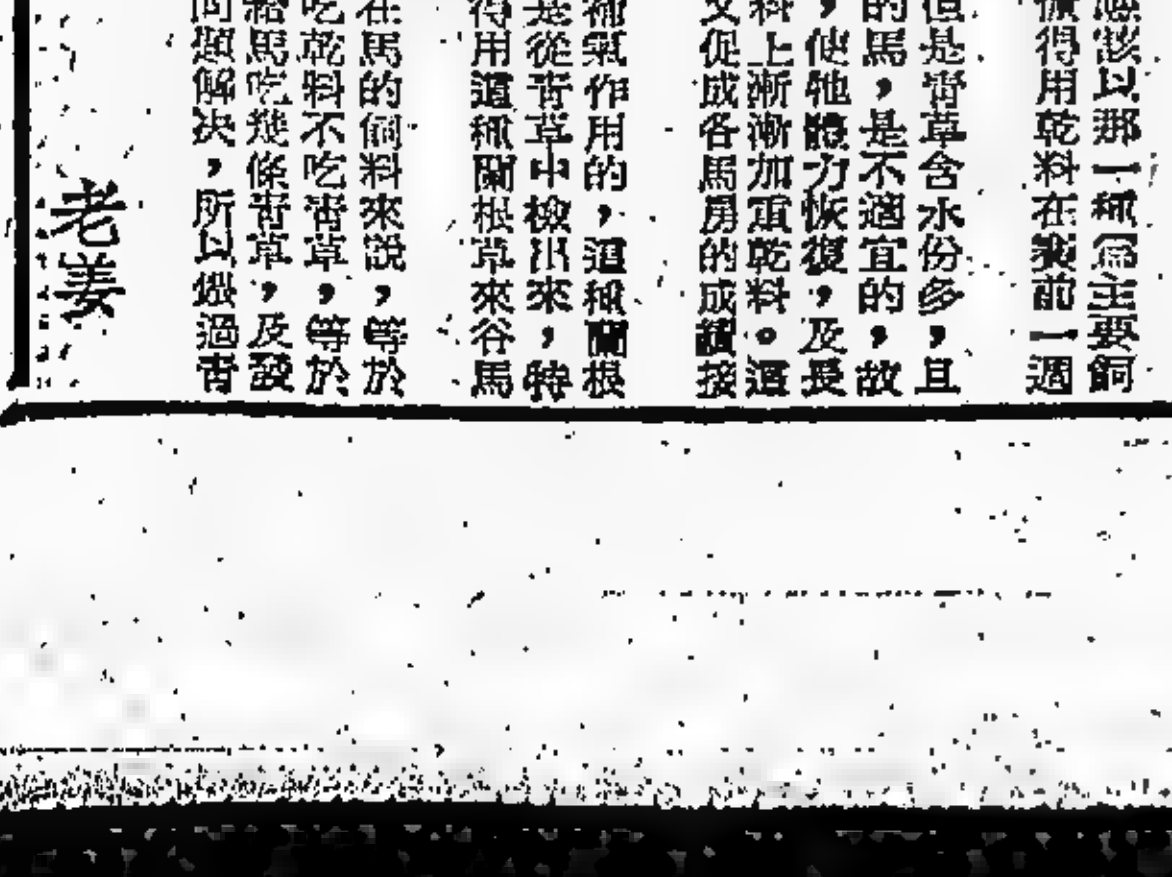 應該以那一種為主要飼
慣得用乾料在賽前一週
但是青草含水份多，且
的馬，是不適宜的，故
，使牠體力恢復，及長
料上漸漸加重乾料。這
又促成各馬房的成績接
補氣作用的，這種蘭根
是從青草中檢出來，特
得用這種蘭根草來谷馬
在馬的飼料來說，等於
吃乾料不吃青草，等於
給馬吃幾條青草，及發
問題解决，所以餵過青
老姜